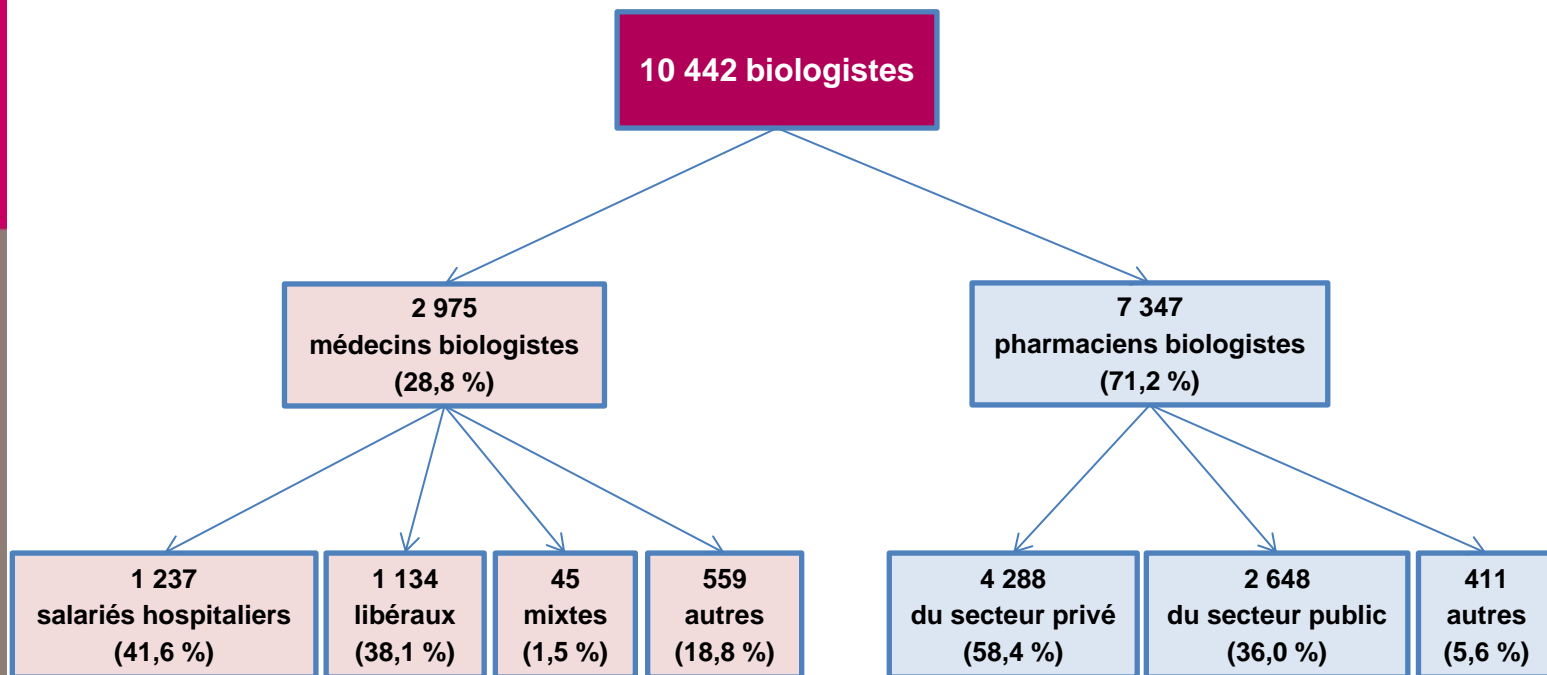 10 442 biologistes
2 975
médecins biologistes
(28,8 %)
7 347
pharmaciens biologistes
(71,2 %)
1 237
salariés hospitaliers
(41,6 %)
1 134
libéraux
(38,1 %)
45
mixtes
(1,5 %)
559
autres
(18,8 %)
4 288
du secteur privé
(58,4 %)
2 648
du secteur public
(36,0 %)
411
autres
(5,6 %)